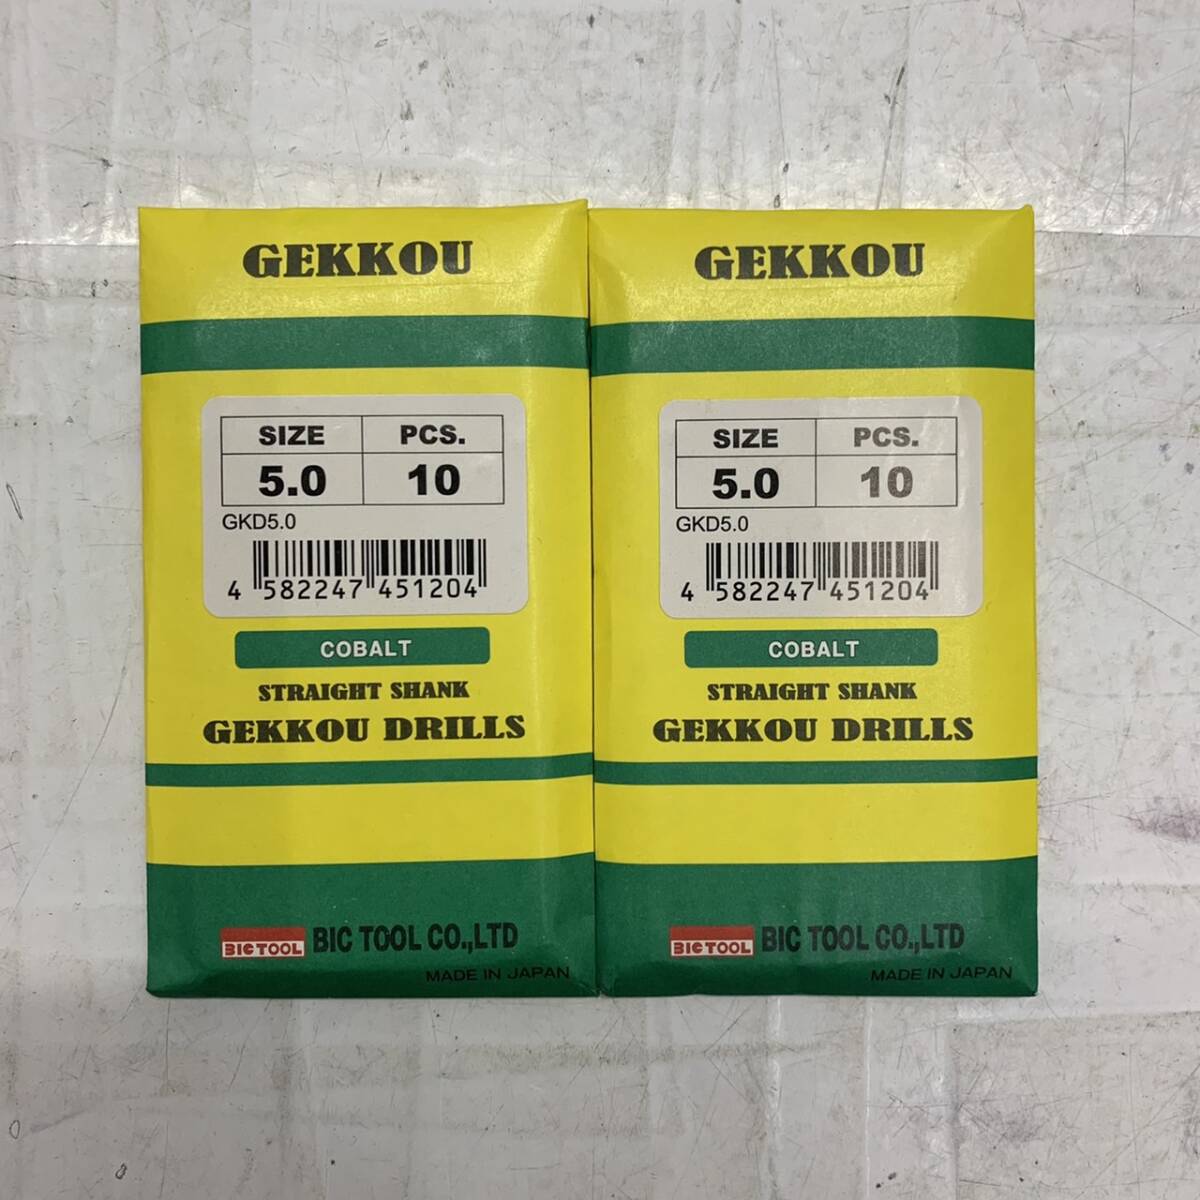 GEKKOU
SIZE PCS.
5.0 10
GKD5.0
4 582247 451204
COBALT
STRAIGHT SHANK
GEKKOU DRILLS
BIC TOOL BIC TOOL CO.,LTD
MADE IN JAPAN
GEKKOU
SIZE PCS.
5.0 10
GKD5.0
4 582247 451204
COBALT
STRAIGHT SHANK
GEKKOU DRILLS
BIC TOOL BIC TOOL CO.,LTD
MADE IN JAPAN